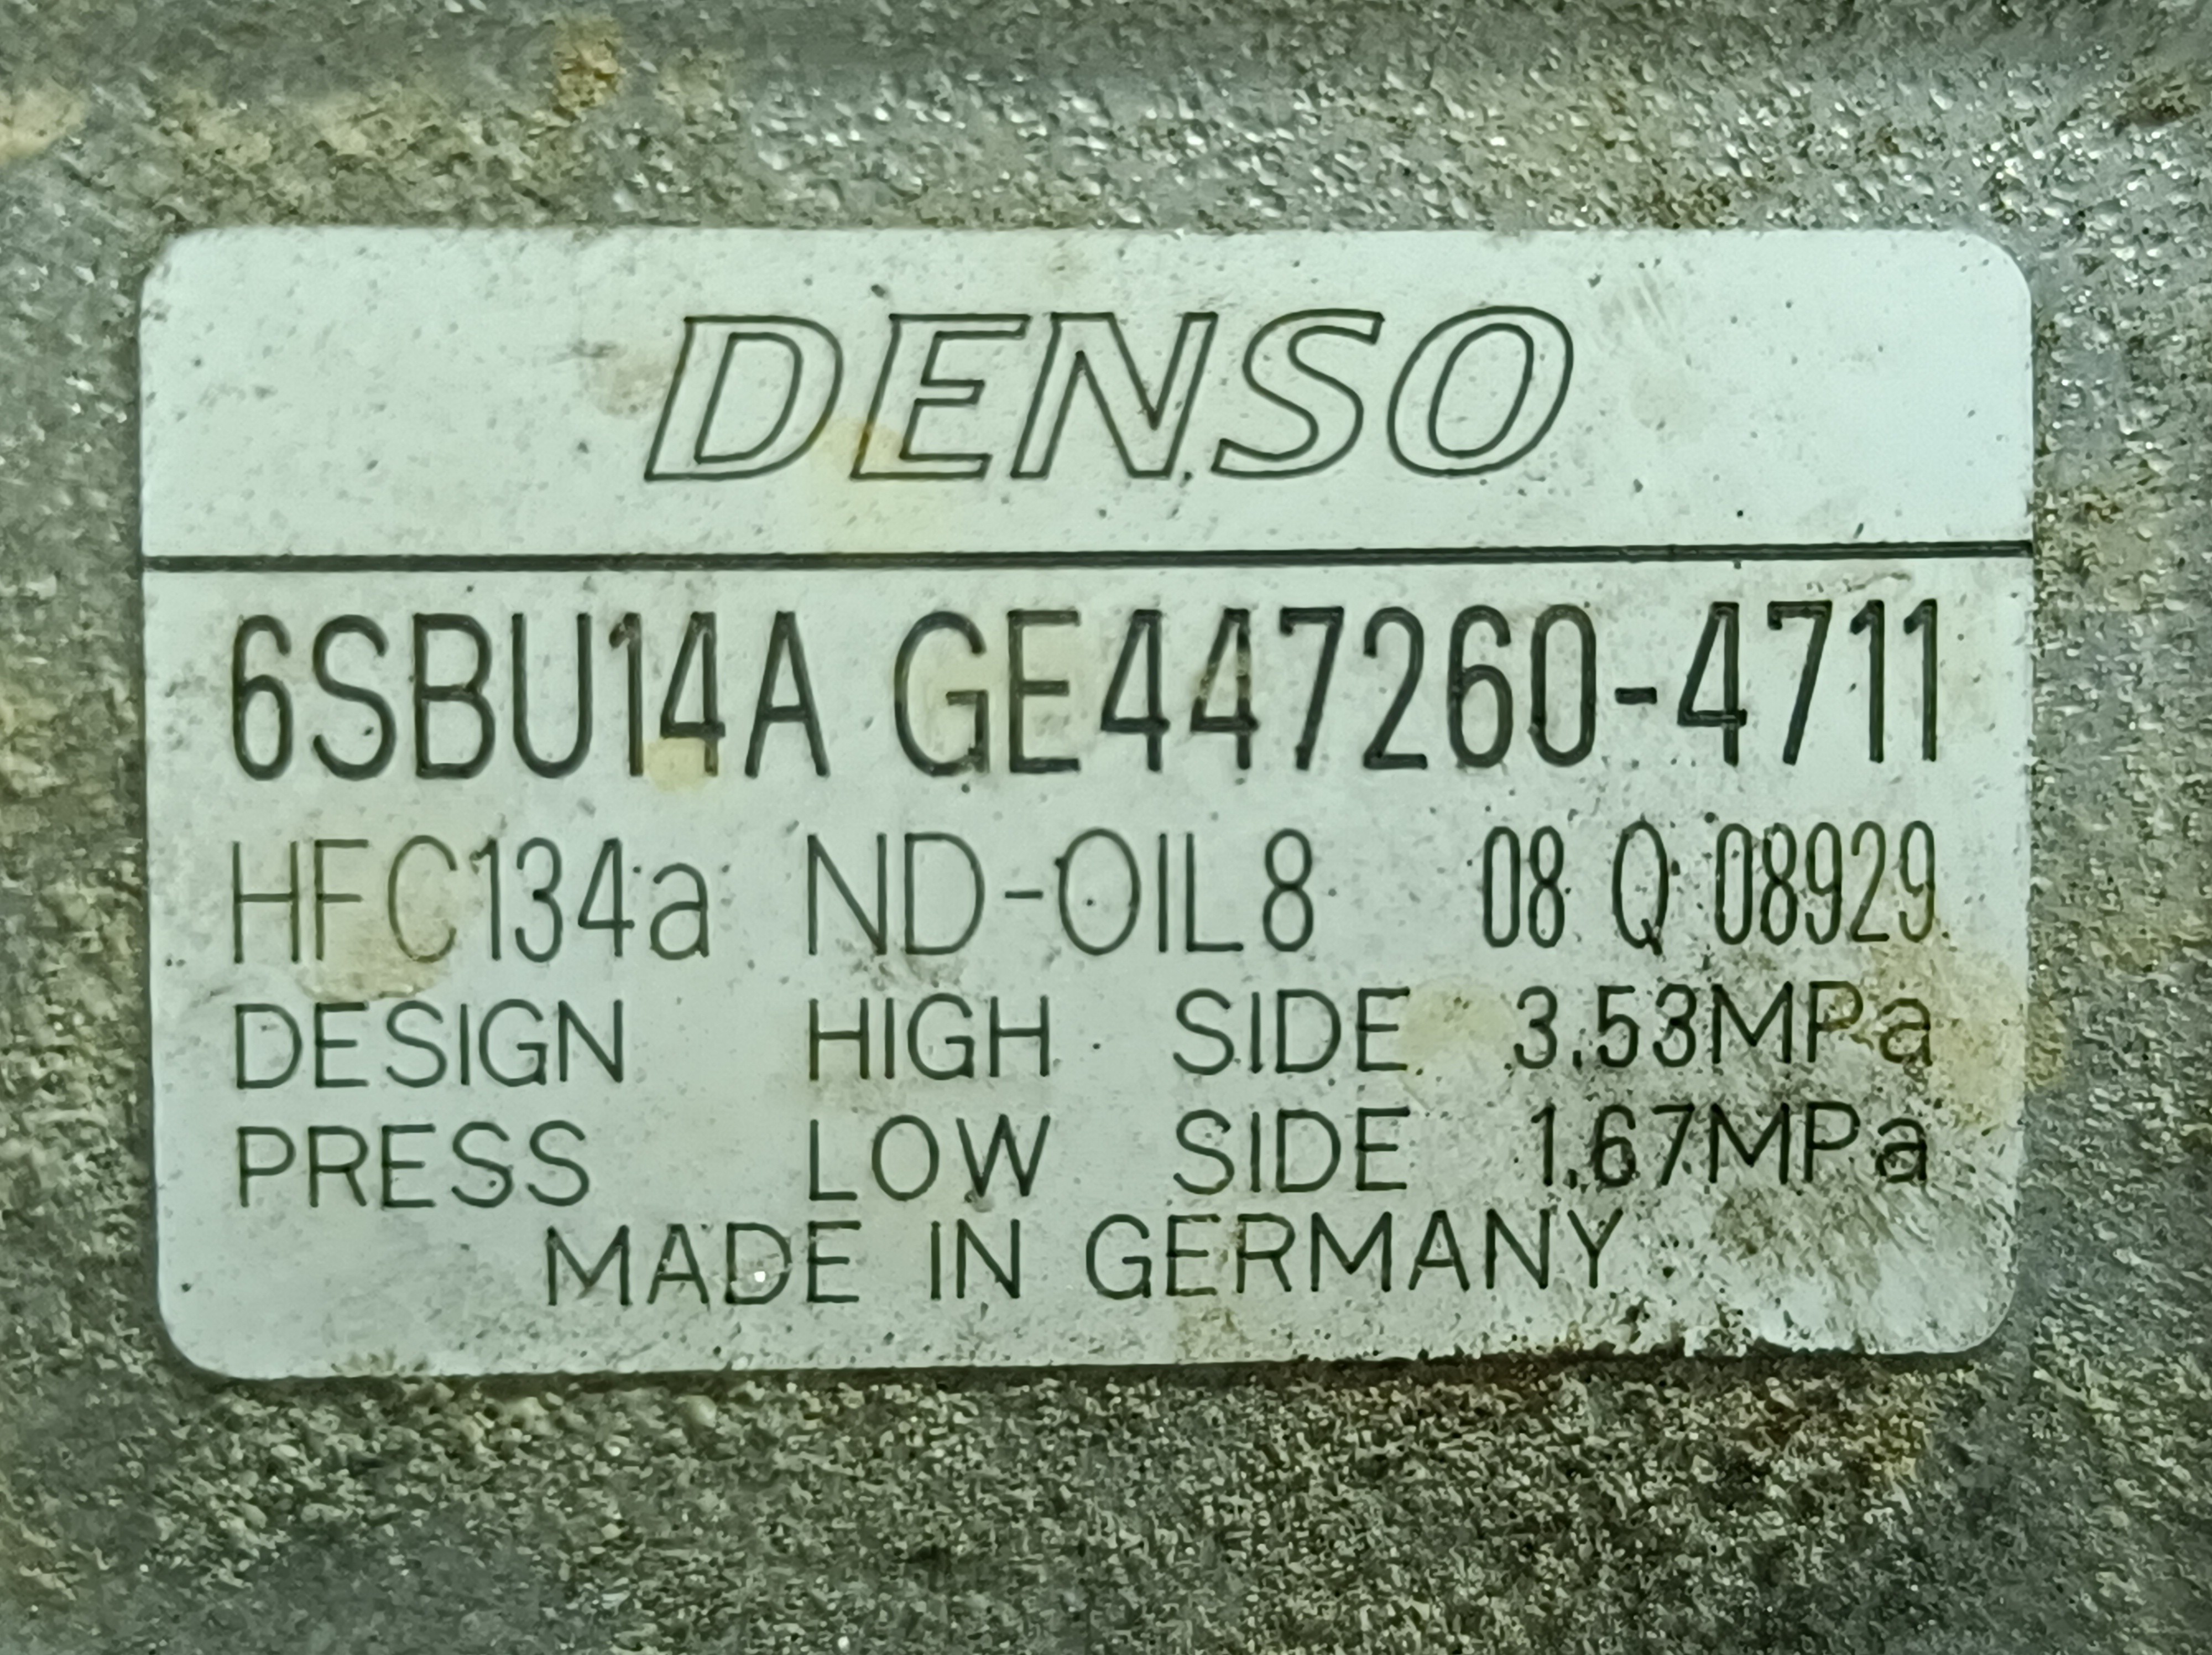 DENSO
6SBU14A GE447260-4711
HFC134a ND-OIL8 08 Q 08929
DESIGN HIGH SIDE 3.53MPa
PRESS LOW SIDE 1.67MPa
MADE IN GERMANY